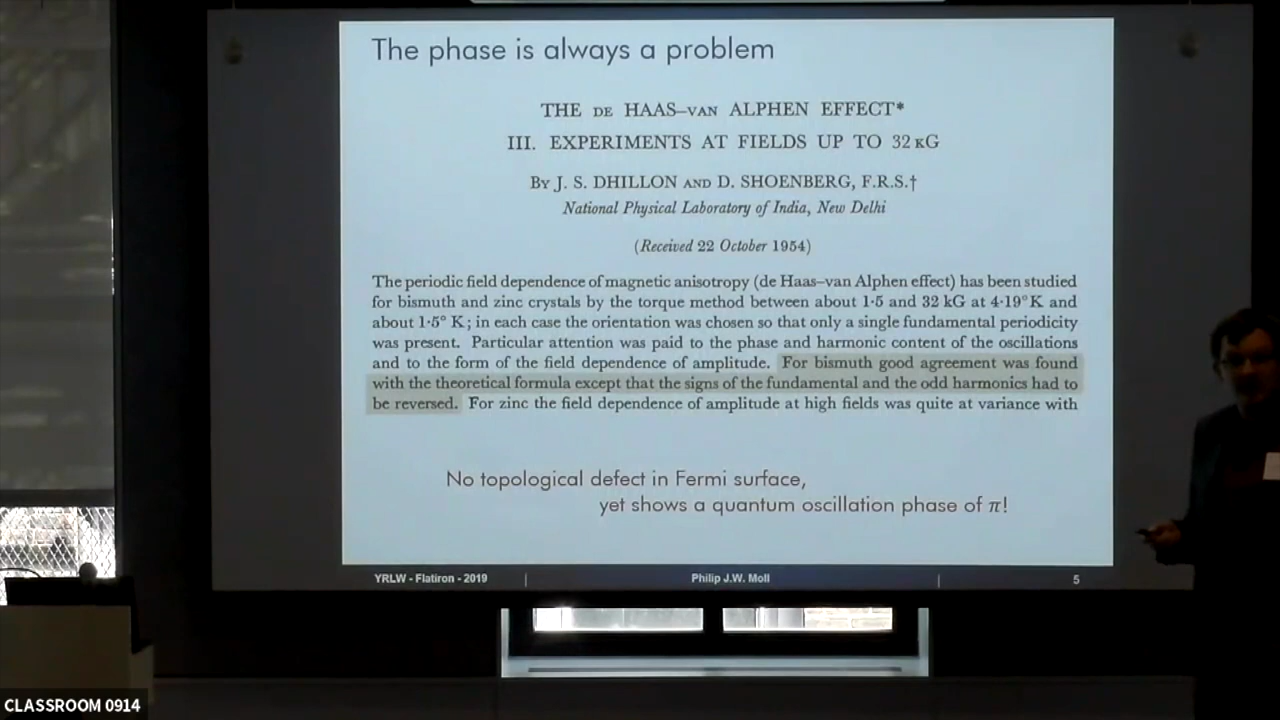 The phase is always a problem
THE DE HAAS–VAN ALPHEN EFFECT*
III. EXPERIMENTS AT FIELDS UP TO 32 KG
BY J. S. DHILLON AND D. SHOENBERG, F.R.S.†
National Physical Laboratory of India, New Delhi
(Received 22 October 1954)
The periodic field dependence of magnetic anisotropy (de Haas–van Alphen effect) has been studied
for bismuth and zinc crystals by the torque method between about 1·5 and 32 kG at 4·19° K and
about 1·5° K; in each case the orientation was chosen so that only a single fundamental periodicity
was present. Particular attention was paid to the phase and harmonic content of the oscillations
and to the form of the field dependence of amplitude. For bismuth good agreement was found
with the theoretical formula except that the signs of the fundamental and the odd harmonics had to
be reversed. For zinc the field dependence of amplitude at high fields was quite at variance with
No topological defect in Fermi surface,
yet shows a quantum oscillation phase of π!
YRLW - Flatiron - 2019 | Philip J.W. Moll | 5
CLASSROOM 0914